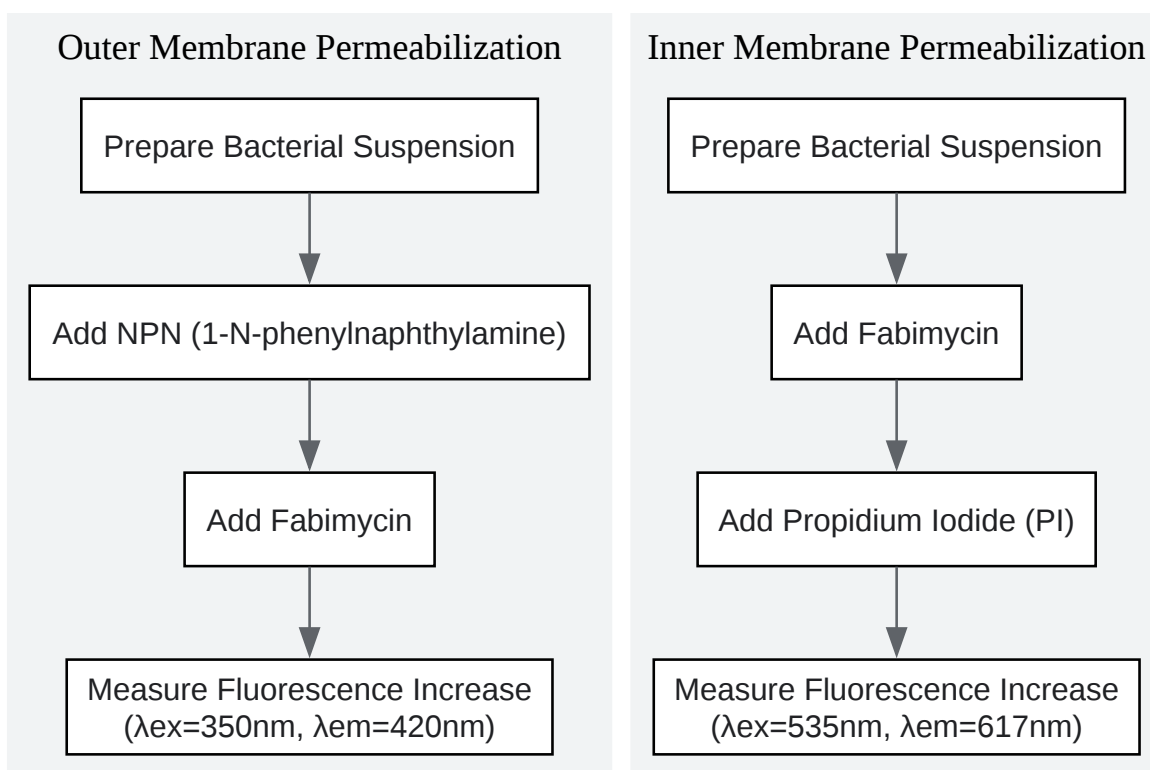 Outer Membrane Permeabilization
Prepare Bacterial Suspension
Add NPN (1-N-phenylnaphthylamine)
Add Fabimycin
Measure Fluorescence Increase
(λex=350nm, λem=420nm)
Inner Membrane Permeabilization
Prepare Bacterial Suspension
Add Fabimycin
Add Propidium Iodide (PI)
Measure Fluorescence Increase
(λex=535nm, λem=617nm)